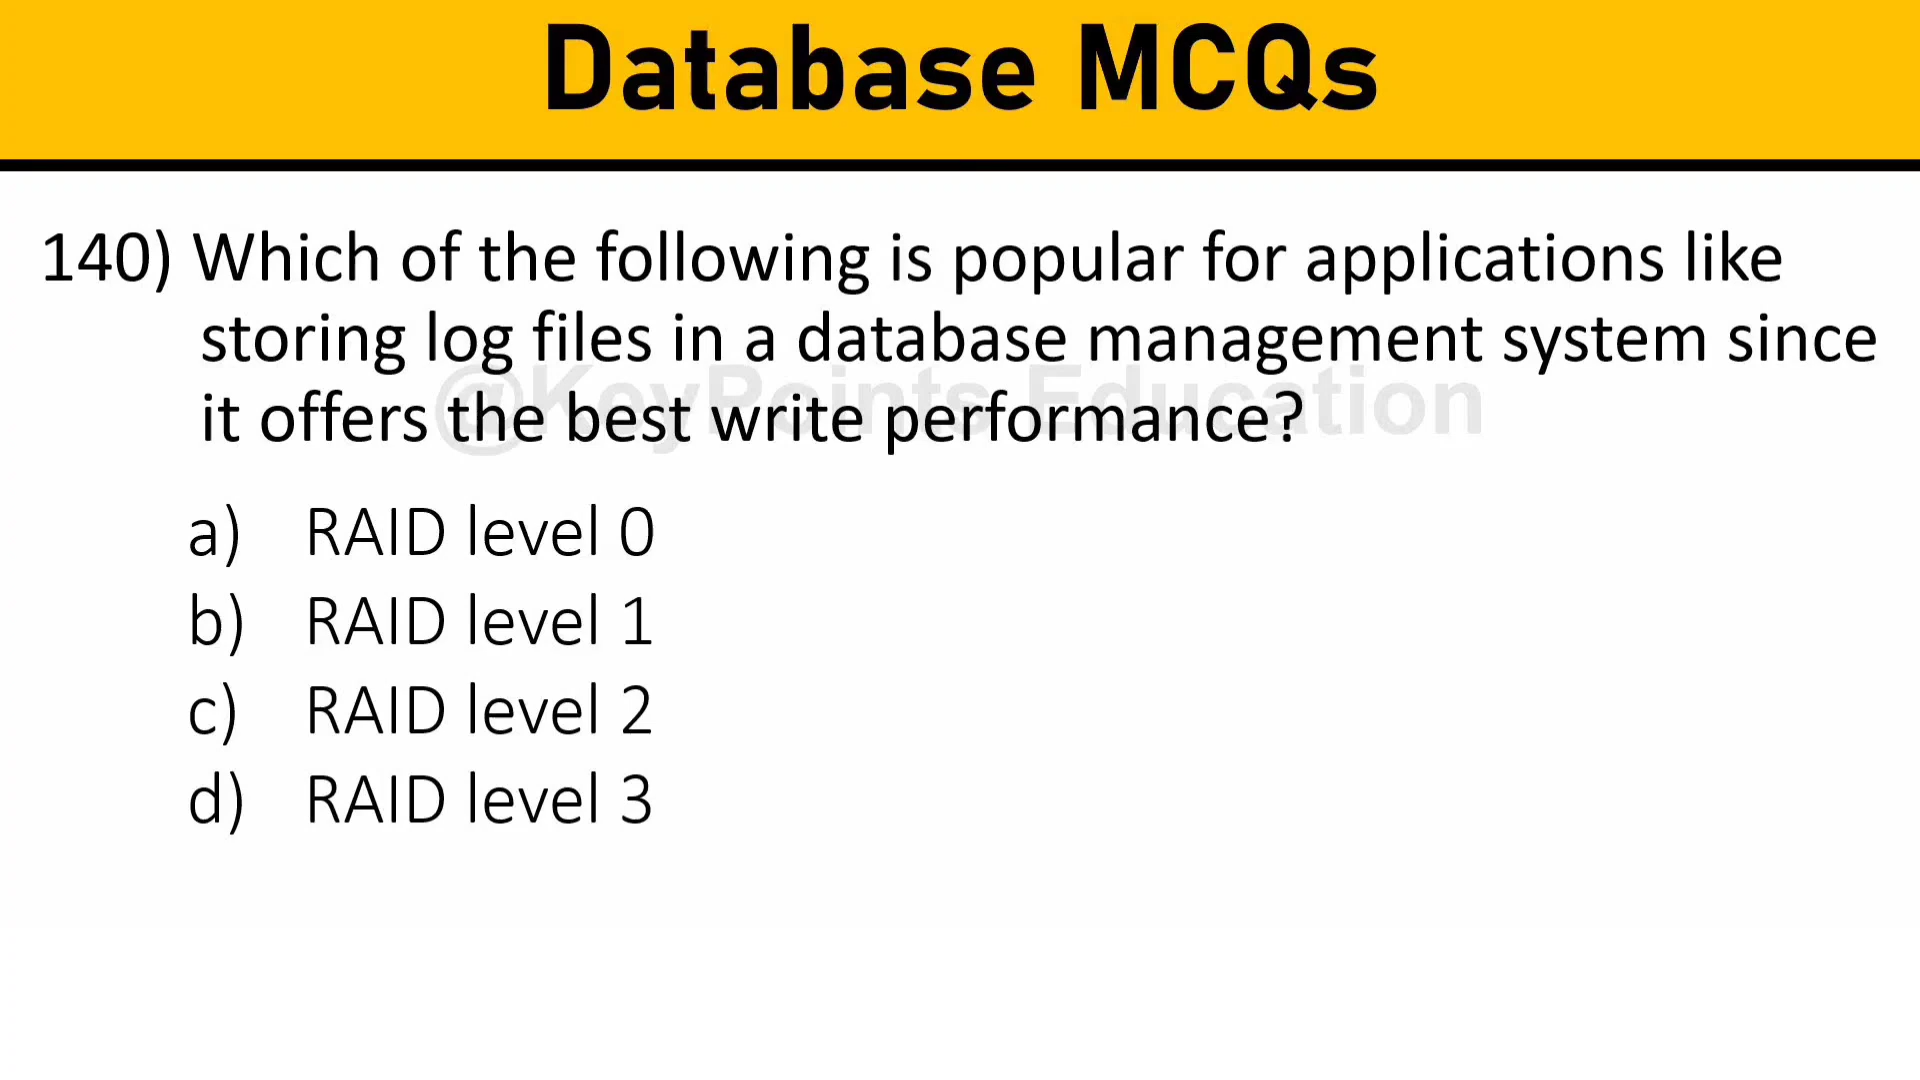 Database MCQs
140) Which of the following is popular for applications like
storing log files in a database management system since
it offers the best write performance?
@KeyPoints Education
a) RAID level 0
b) RAID level 1
c) RAID level 2
d) RAID level 3